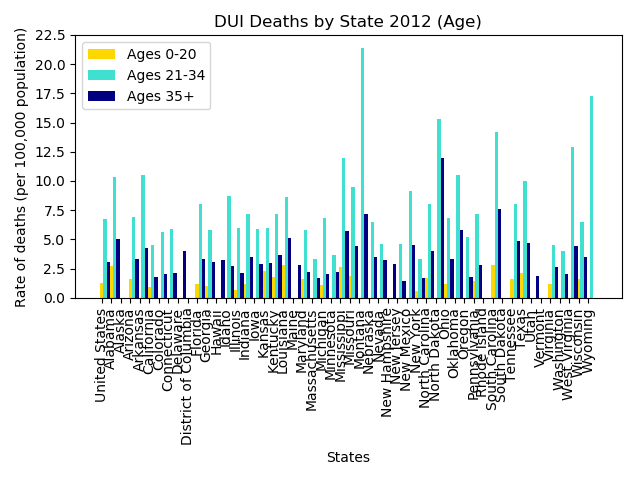 DUI Deaths by State 2012 (Age)
Rate of deaths (per 100,000 population)
22.5
20.0
17.5
15.0
12.5
10.0
7.5
5.0
2.5
0.0
Ages 0-20
Ages 21-34
Ages 35+
United States
Alabama
Alaska
Arizona
Arkansas
California
Colorado
Connecticut
Delaware
District of Columbia
Florida
Georgia
Hawaii
Idaho
Illinois
Indiana
Iowa
Kansas
Kentucky
Louisiana
Maine
Maryland
Massachusetts
Michigan
Minnesota
Mississippi
Missouri
Montana
Nebraska
Nevada
New Hampshire
New Jersey
New Mexico
New York
North Carolina
North Dakota
Ohio
Oklahoma
Oregon
Pennsylvania
Rhode Island
South Carolina
South Dakota
Tennessee
Texas
Utah
Vermont
Virginia
Washington
West Virginia
Wisconsin
Wyoming
States